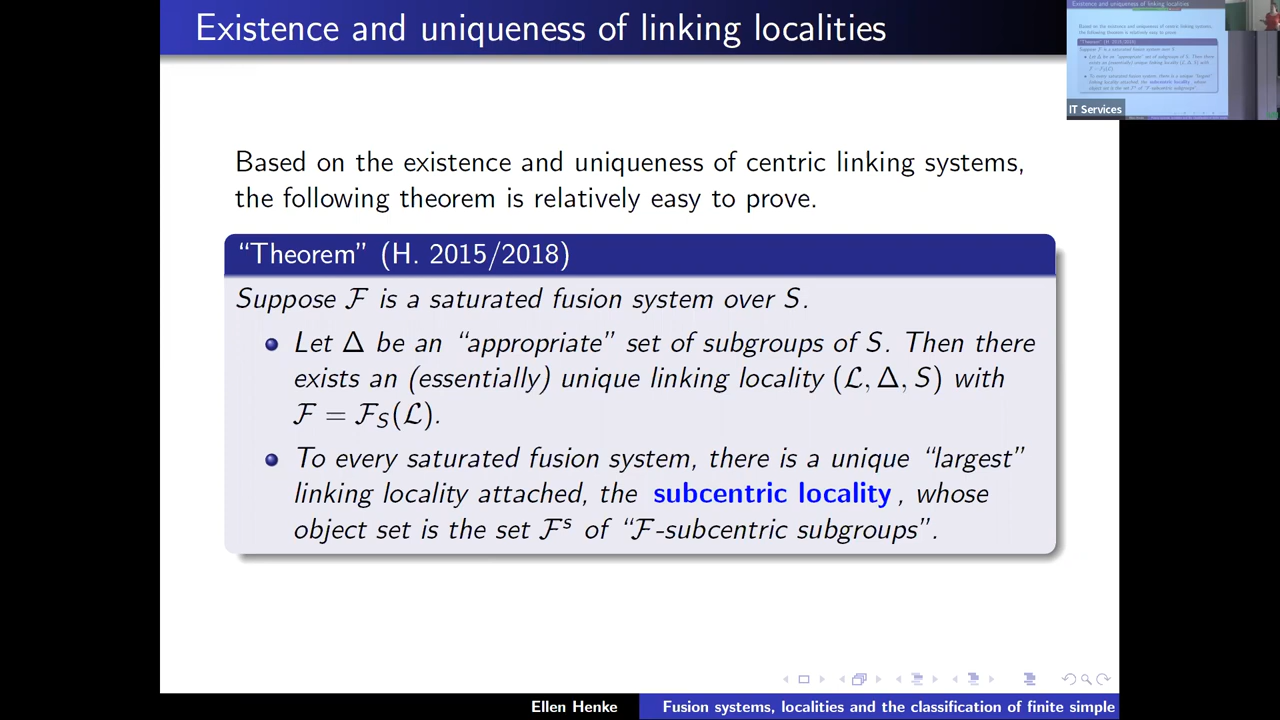 Existence and uniqueness of linking localities
IT Services
Based on the existence and uniqueness of centric linking systems,
the following theorem is relatively easy to prove.
“Theorem” (H. 2015/2018)
Suppose ℱ is a saturated fusion system over S.
Let Δ be an “appropriate” set of subgroups of S. Then there
exists an (essentially) unique linking locality (ℒ, Δ, S) with
ℱ = ℱ_S(ℒ).
To every saturated fusion system, there is a unique “largest”
linking locality attached, the subcentric locality , whose
object set is the set ℱ^s of “ℱ-subcentric subgroups”.
Ellen Henke
Fusion systems, localities and the classification of finite simple